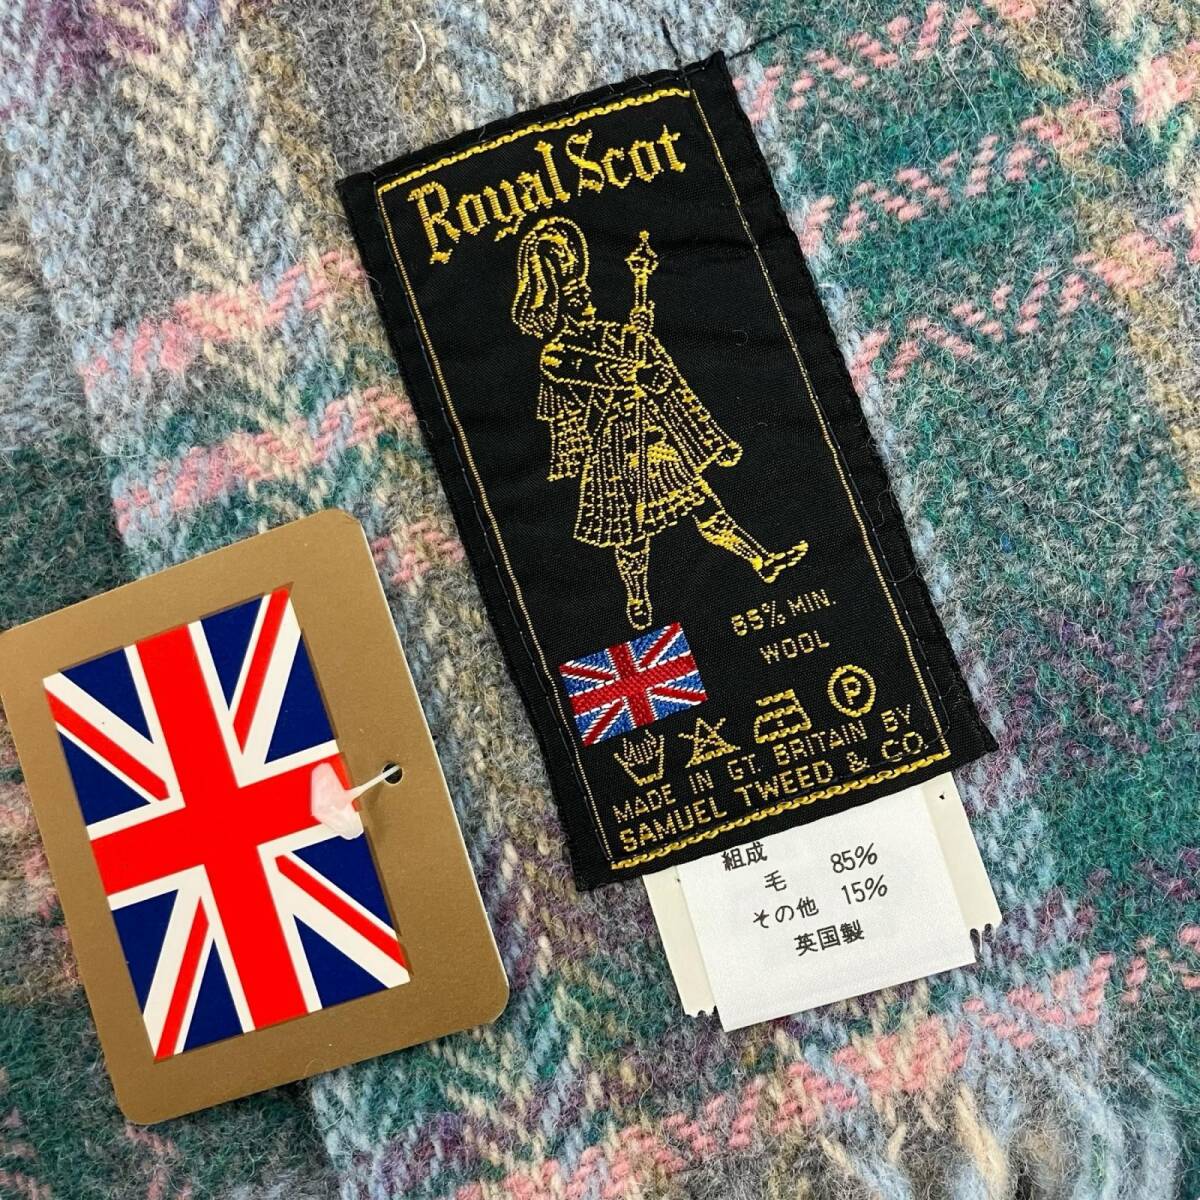 Royal Scot
85% MIN.
WOOL
P
MADE IN GT. BRITAIN BY
SAMUEL TWEED & CO.
組成
毛 85%
その他 15%
英国製